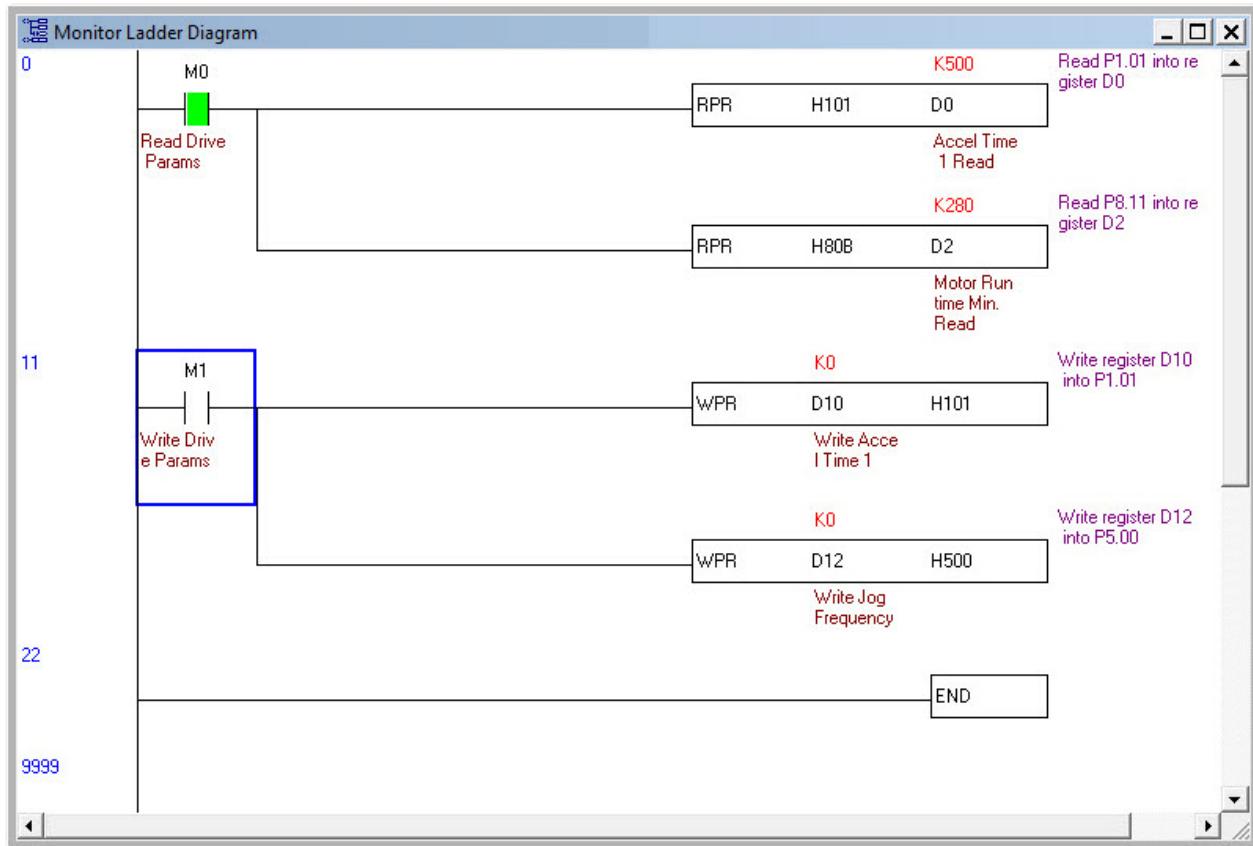 Monitor Ladder Diagram
0
M0
Read Drive
Params
K500
RPR H101 D0
Accel Time
1 Read
Read P1.01 into re
gister D0
K280
RPR H80B D2
Motor Run
time Min.
Read
Read P8.11 into re
gister D2
11
M1
Write Driv
e Params
K0
WPR D10 H101
Write Acce
l Time 1
Write register D10
into P1.01
K0
WPR D12 H500
Write Jog
Frequency
Write register D12
into P5.00
22
END
9999